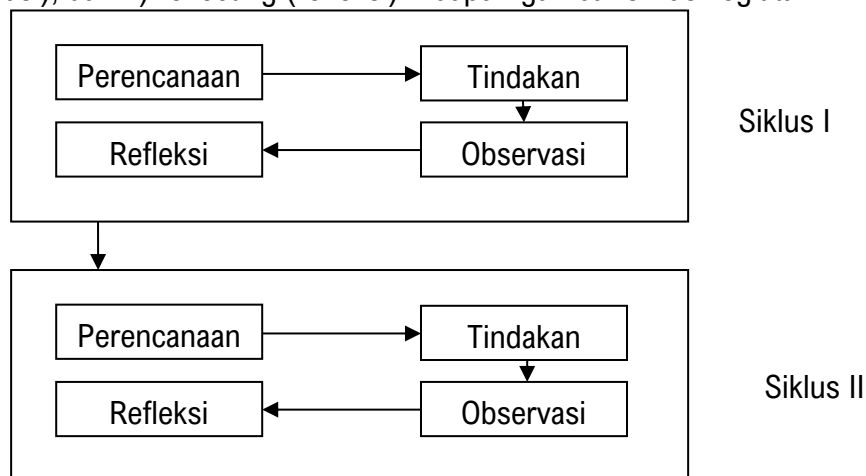 Perencanaan Tindakan
Siklus I
Refleksi Observasi
Perencanaan Tindakan
Siklus II
Refleksi Observasi